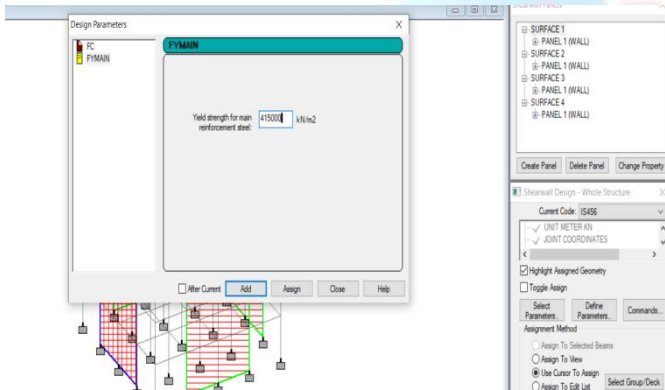 Design Parameters
FC
FYMAIN
FYMAIN
Yield strength for main
reinforcement steel:
415000
kN/m2
After Current
Add
Assign
Close
Help
SURFACE 1
PANEL 1 (WALL)
SURFACE 2
PANEL 1 (WALL)
SURFACE 3
PANEL 1 (WALL)
SURFACE 4
PANEL 1 (WALL)
Create Panel
Delete Panel
Change Property
Shearwall Design - Whole Structure
Current Code:
IS456
UNIT METER KN
JOINT COORDINATES
Highlight Assigned Geometry
Toggle Assign
Select
Parameters..
Define
Parameters..
Commands...
Assignment Method
Assign To Selected Beams
Assign To View
Use Cursor To Assign
Assign To Edit List
Select Group/Deck